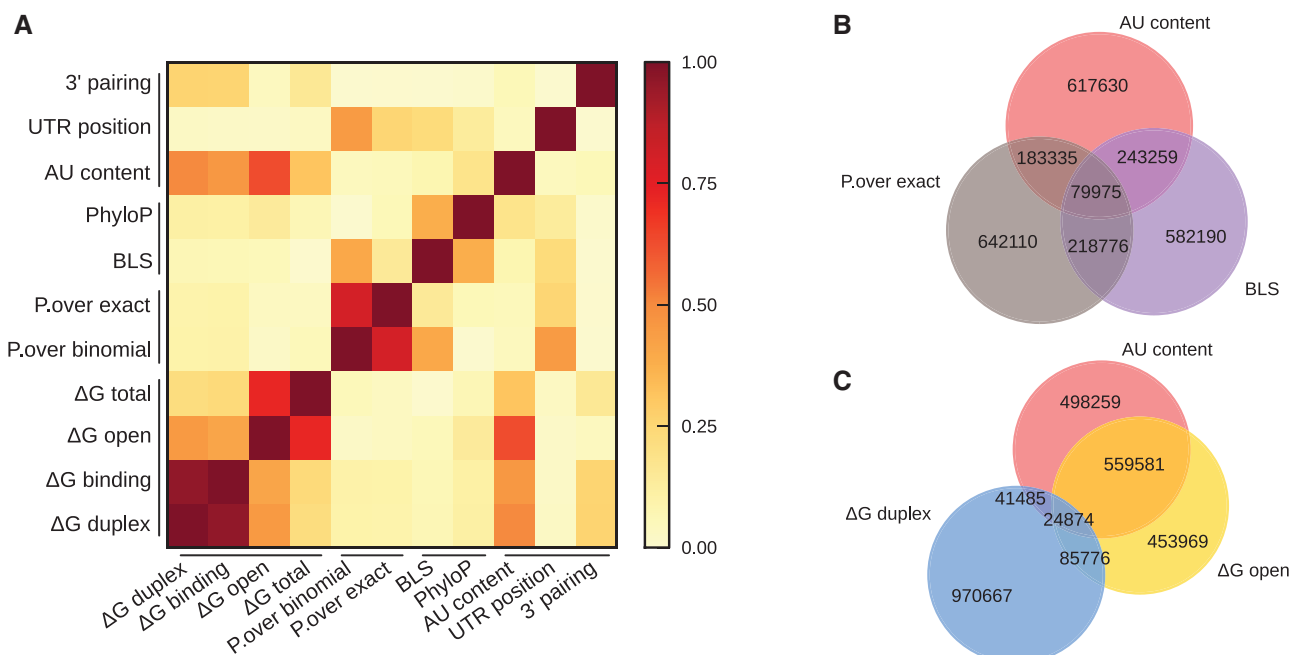 A
3' pairing
UTR position
AU content
PhyloP
BLS
P.over exact
P.over binomial
ΔG total
ΔG open
ΔG binding
ΔG duplex
ΔG duplex
ΔG binding
ΔG open
ΔG total
P.over binomial
P.over exact
BLS
PhyloP
AU content
UTR position
3' pairing
1.00
0.75
0.50
0.25
0.00
B
AU content
617630
183335
243259
P.over exact
79975
642110
218776
582190
BLS
C
AU content
498259
559581
41485
ΔG duplex
24874
453969
85776
ΔG open
970667